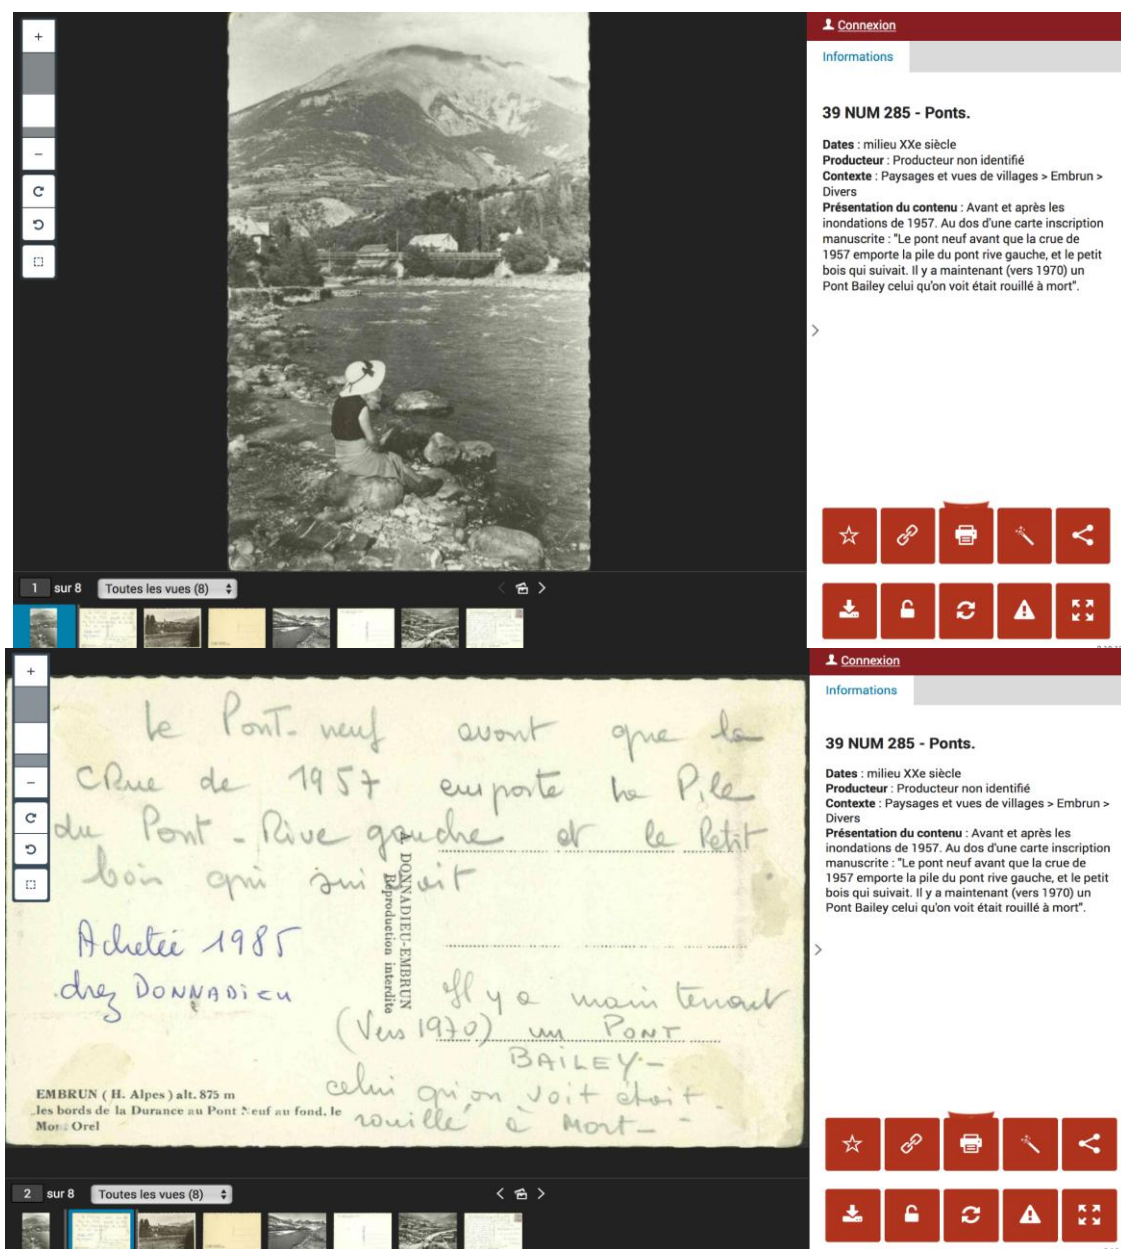 Connexion
Informations
39 NUM 285 - Ponts.
Dates : milieu XXe siècle
Producteur : Producteur non identifié
Contexte : Paysages et vues de villages > Embrun >
Divers
Présentation du contenu : Avant et après les
inondations de 1957. Au dos d'une carte inscription
manuscrite : "Le pont neuf avant que la crue de
1957 emporte la pile du pont rive gauche, et le petit
bois qui suivait. Il y a maintenant (vers 1970) un
Pont Bailey celui qu'on voit était rouillé à mort".
1 sur 8 Toutes les vues (8)
Connexion
Informations
39 NUM 285 - Ponts.
Dates : milieu XXe siècle
Producteur : Producteur non identifié
Contexte : Paysages et vues de villages > Embrun >
Divers
Présentation du contenu : Avant et après les
inondations de 1957. Au dos d'une carte inscription
manuscrite : "Le pont neuf avant que la crue de
1957 emporte la pile du pont rive gauche, et le petit
bois qui suivait. Il y a maintenant (vers 1970) un
Pont Bailey celui qu'on voit était rouillé à mort".
Le Pont-neuf avant que la
CRue de 1957 emporte la Pile
du Pont-Rive gauche et le Petit
bois qui suivait
A. DONNADIEU-EMBRUN
Reproduction interdite
Achetée 1985
chez DONNADIEU
Il y a maintenant
(Vers 1970) un PONT
BAILEY-
celui qu'on voit était
rouillé à Mort-
EMBRUN ( H. Alpes ) alt. 875 m
les bords de la Durance au Pont Neuf au fond, le
Mont Orel
2 sur 8 Toutes les vues (8)